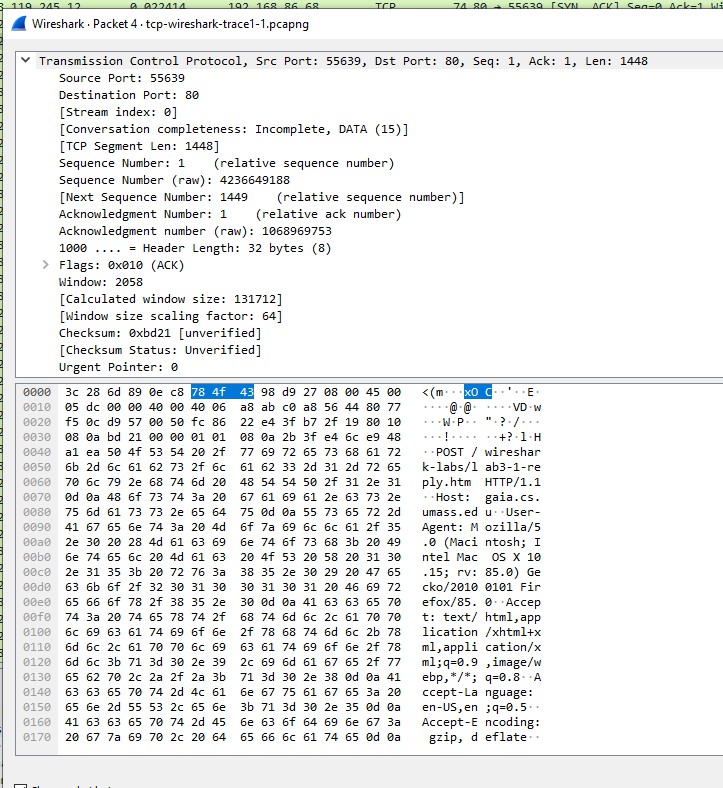 119.245.12 0.022414 192.168.86.68 TCP 74 80 → 55639 [SYN, ACK] Seq=0 Ack=1 Wi
Wireshark · Packet 4 · tcp-wireshark-trace1-1.pcapng
Transmission Control Protocol, Src Port: 55639, Dst Port: 80, Seq: 1, Ack: 1, Len: 1448
Source Port: 55639
Destination Port: 80
[Stream index: 0]
[Conversation completeness: Incomplete, DATA (15)]
[TCP Segment Len: 1448]
Sequence Number: 1    (relative sequence number)
Sequence Number (raw): 4236649188
[Next Sequence Number: 1449    (relative sequence number)]
Acknowledgment Number: 1    (relative ack number)
Acknowledgment number (raw): 1068969753
1000 .... = Header Length: 32 bytes (8)
Flags: 0x010 (ACK)
Window: 2058
[Calculated window size: 131712]
[Window size scaling factor: 64]
Checksum: 0xbd21 [unverified]
[Checksum Status: Unverified]
Urgent Pointer: 0
0000 3c 28 6d 89 0e c8 78 4f 43 98 d9 27 08 00 45 00 <(m···xO C··'··E·
0010 05 dc 00 00 40 00 40 06 a8 ab c0 a8 56 44 80 77 ····@·@· ····VD·w
0020 f5 0c d9 57 00 50 fc 86 22 e4 3f b7 2f 19 80 10 ···W·P·· "·?·/···
0030 08 0a bd 21 00 00 01 01 08 0a 2b 3f e4 6c e9 48 ···!···· ··+?·l·H
0040 a1 ea 50 4f 53 54 20 2f 77 69 72 65 73 68 61 72 ··POST / wireshar
0050 6b 2d 6c 61 62 73 2f 6c 61 62 33 2d 31 2d 72 65 k-labs/l ab3-1-re
0060 70 6c 79 2e 68 74 6d 20 48 54 54 50 2f 31 2e 31 ply.htm HTTP/1.1
0070 0d 0a 48 6f 73 74 3a 20 67 61 69 61 2e 63 73 2e ··Host: gaia.cs.
0080 75 6d 61 73 73 2e 65 64 75 0d 0a 55 73 65 72 2d umass.ed u··User-
0090 41 67 65 6e 74 3a 20 4d 6f 7a 69 6c 6c 61 2f 35 Agent: M ozilla/5
00a0 2e 30 20 28 4d 61 63 69 6e 74 6f 73 68 3b 20 49 .0 (Maci ntosh; I
00b0 6e 74 65 6c 20 4d 61 63 20 4f 53 20 58 20 31 30 ntel Mac OS X 10
00c0 2e 31 35 3b 20 72 76 3a 38 35 2e 30 29 20 47 65 .15; rv: 85.0) Ge
00d0 63 6b 6f 2f 32 30 31 30 30 31 30 31 20 46 69 72 cko/2010 0101 Fir
00e0 65 66 6f 78 2f 38 35 2e 30 0d 0a 41 63 63 65 70 efox/85. 0··Accep
00f0 74 3a 20 74 65 78 74 2f 68 74 6d 6c 2c 61 70 70 t: text/ html,app
0100 6c 69 63 61 74 69 6f 6e 2f 78 68 74 6d 6c 2b 78 lication /xhtml+x
0110 6d 6c 2c 61 70 70 6c 69 63 61 74 69 6f 6e 2f 78 ml,appli cation/x
0120 6d 6c 3b 71 3d 30 2e 39 2c 69 6d 61 67 65 2f 77 ml;q=0.9 ,image/w
0130 65 62 70 2c 2a 2f 2a 3b 71 3d 30 2e 38 0d 0a 41 ebp,*/*; q=0.8··A
0140 63 63 65 70 74 2d 4c 61 6e 67 75 61 67 65 3a 20 ccept-La nguage:
0150 65 6e 2d 55 53 2c 65 6e 3b 71 3d 30 2e 35 0d 0a en-US,en ;q=0.5··
0160 41 63 63 65 70 74 2d 45 6e 63 6f 64 69 6e 67 3a Accept-E ncoding:
0170 20 67 7a 69 70 2c 20 64 65 66 6c 61 74 65 0d 0a gzip, d eflate··